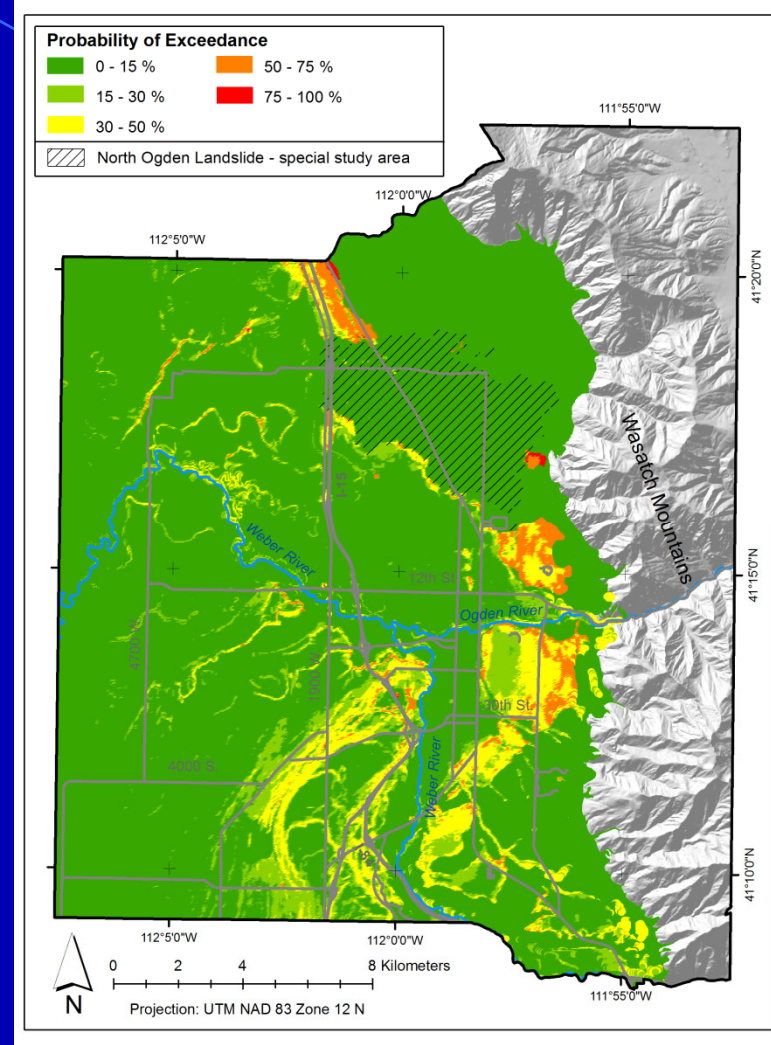 Probability of Exceedance
0 - 15 %
50 - 75 %
15 - 30 %
75 - 100 %
30 - 50 %
North Ogden Landslide - special study area
111°55'0"W
112°0'0"W
112°5'0"W
41°20'0"N
Wasatch Mountains
I-15
Weber River
12th St.
41°15'0"N
Ogden River
4700 W.
1900 W.
30th St.
4000 S.
Weber River
41°10'0"N
112°5'0"W
112°0'0"W
111°55'0"W
0 2 4 8 Kilometers
N
Projection: UTM NAD 83 Zone 12 N